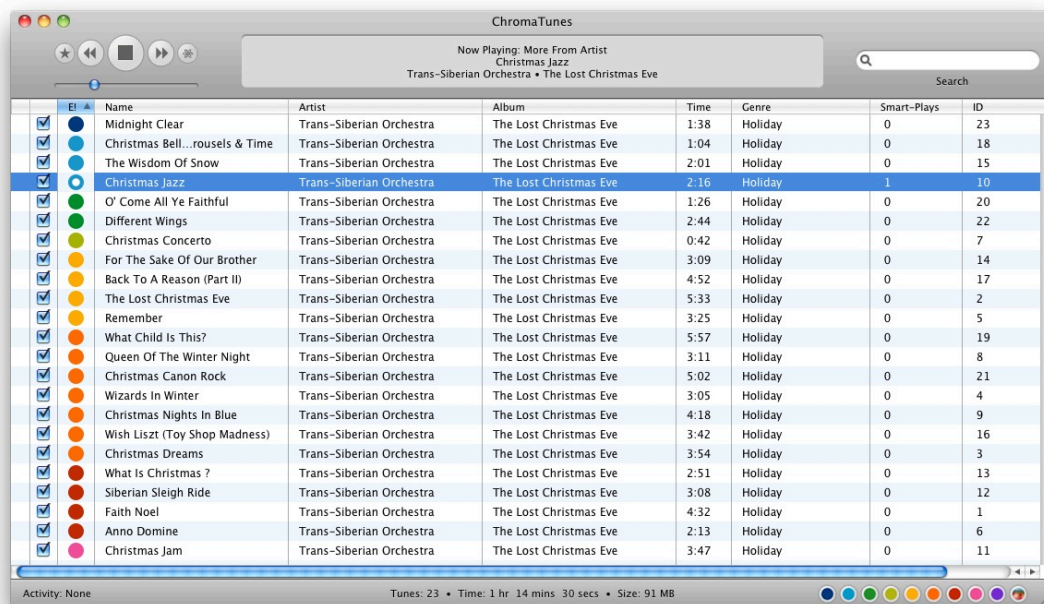 ChromaTunes
Now Playing: More From Artist
Christmas Jazz
Trans-Siberian Orchestra • The Lost Christmas Eve
Search
E! Name Artist Album Time Genre Smart-Plays ID
Midnight Clear Trans-Siberian Orchestra The Lost Christmas Eve 1:38 Holiday 0 23
Christmas Bell...rousels & Time Trans-Siberian Orchestra The Lost Christmas Eve 1:04 Holiday 0 18
The Wisdom Of Snow Trans-Siberian Orchestra The Lost Christmas Eve 2:01 Holiday 0 15
Christmas Jazz Trans-Siberian Orchestra The Lost Christmas Eve 2:16 Holiday 1 10
O' Come All Ye Faithful Trans-Siberian Orchestra The Lost Christmas Eve 1:26 Holiday 0 20
Different Wings Trans-Siberian Orchestra The Lost Christmas Eve 2:44 Holiday 0 22
Christmas Concerto Trans-Siberian Orchestra The Lost Christmas Eve 0:42 Holiday 0 7
For The Sake Of Our Brother Trans-Siberian Orchestra The Lost Christmas Eve 3:09 Holiday 0 14
Back To A Reason (Part II) Trans-Siberian Orchestra The Lost Christmas Eve 4:52 Holiday 0 17
The Lost Christmas Eve Trans-Siberian Orchestra The Lost Christmas Eve 5:33 Holiday 0 2
Remember Trans-Siberian Orchestra The Lost Christmas Eve 3:25 Holiday 0 5
What Child Is This? Trans-Siberian Orchestra The Lost Christmas Eve 5:57 Holiday 0 19
Queen Of The Winter Night Trans-Siberian Orchestra The Lost Christmas Eve 3:11 Holiday 0 8
Christmas Canon Rock Trans-Siberian Orchestra The Lost Christmas Eve 5:02 Holiday 0 21
Wizards In Winter Trans-Siberian Orchestra The Lost Christmas Eve 3:05 Holiday 0 4
Christmas Nights In Blue Trans-Siberian Orchestra The Lost Christmas Eve 4:18 Holiday 0 9
Wish Liszt (Toy Shop Madness) Trans-Siberian Orchestra The Lost Christmas Eve 3:42 Holiday 0 16
Christmas Dreams Trans-Siberian Orchestra The Lost Christmas Eve 3:54 Holiday 0 3
What Is Christmas ? Trans-Siberian Orchestra The Lost Christmas Eve 2:51 Holiday 0 13
Siberian Sleigh Ride Trans-Siberian Orchestra The Lost Christmas Eve 3:08 Holiday 0 12
Faith Noel Trans-Siberian Orchestra The Lost Christmas Eve 4:32 Holiday 0 1
Anno Domine Trans-Siberian Orchestra The Lost Christmas Eve 2:13 Holiday 0 6
Christmas Jam Trans-Siberian Orchestra The Lost Christmas Eve 3:47 Holiday 0 11
Activity: None Tunes: 23 • Time: 1 hr 14 mins 30 secs • Size: 91 MB